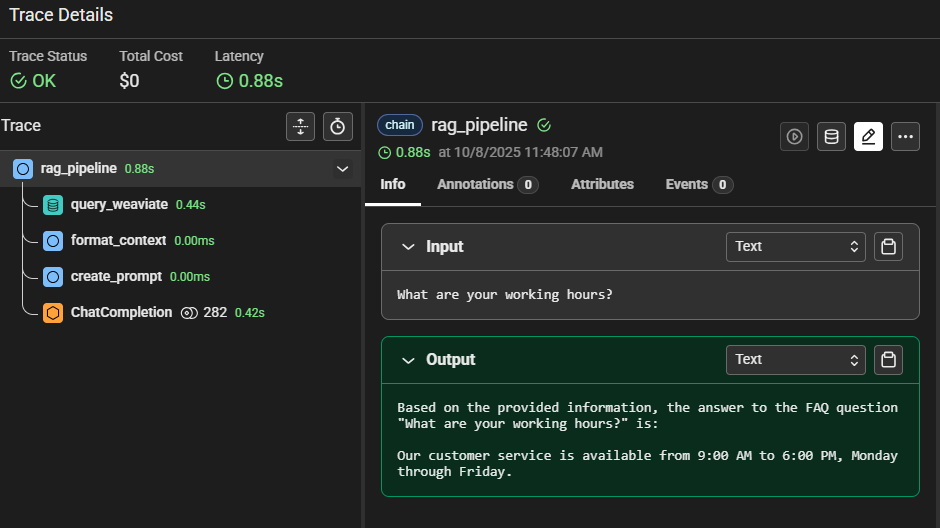 Trace Details
Trace Status
Total Cost
Latency
OK
$0
0.88s
Trace
rag_pipeline 0.88s
query_weaviate 0.44s
format_context 0.00ms
create_prompt 0.00ms
ChatCompletion 282 0.42s
chain rag_pipeline
0.88s at 10/8/2025 11:48:07 AM
Info Annotations 0 Attributes Events 0
Input Text
What are your working hours?
Output Text
Based on the provided information, the answer to the FAQ question
"What are your working hours?" is:
Our customer service is available from 9:00 AM to 6:00 PM, Monday
through Friday.